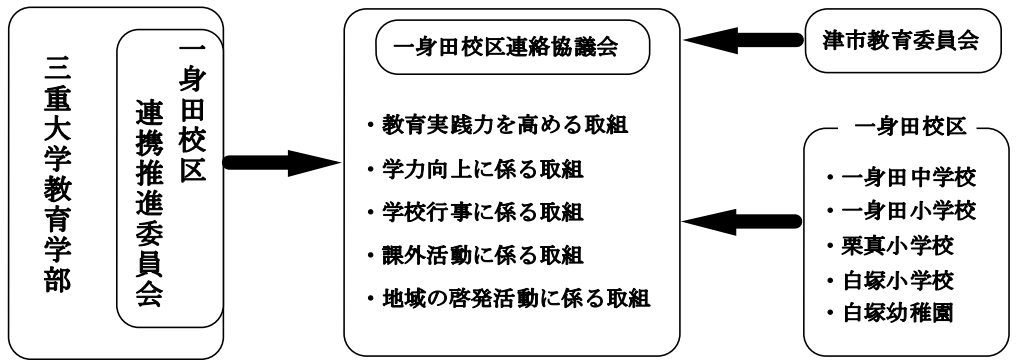 三重大学教育学部
一身田校区
連携推進委員会
一身田校区連絡協議会
・教育実践力を高める取組
・学力向上に係る取組
・学校行事に係る取組
・課外活動に係る取組
・地域の啓発活動に係る取組
津市教育委員会
一身田校区
・一身田中学校
・一身田小学校
・栗真小学校
・白塚小学校
・白塚幼稚園